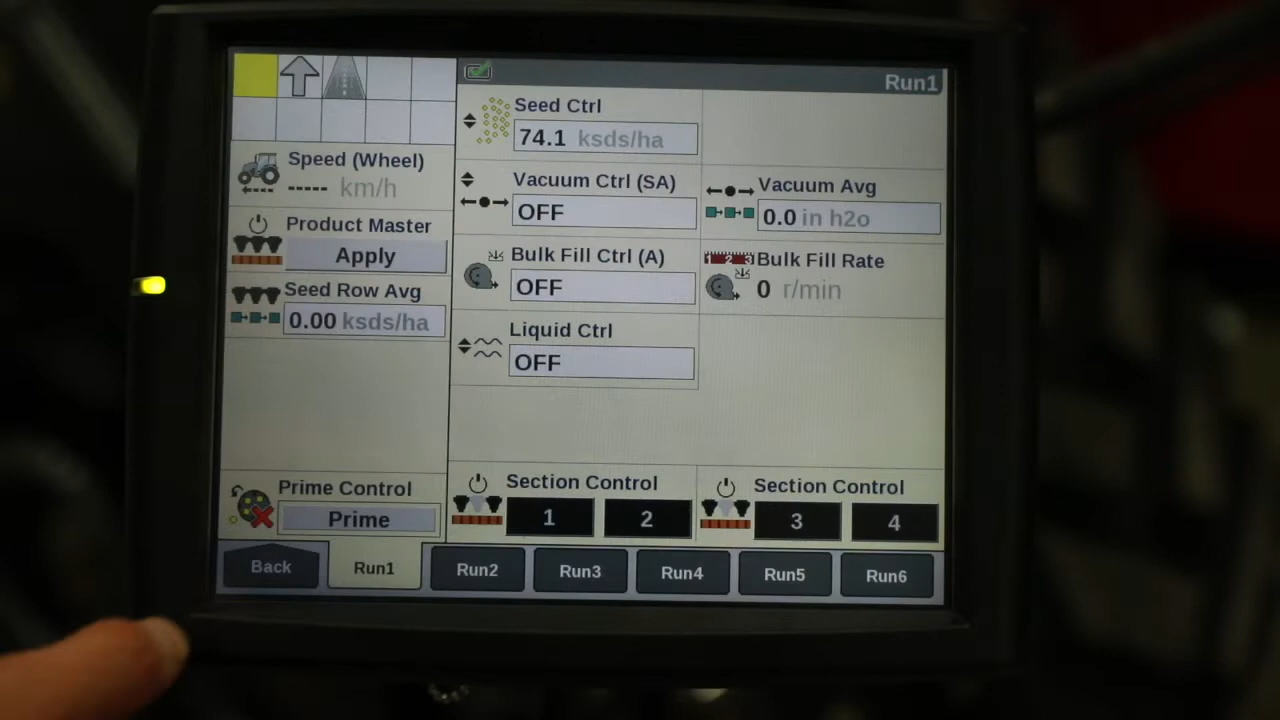 Run1
Speed (Wheel)
----- km/h
Product Master
Apply
Seed Row Avg
0.00 ksds/ha
Prime Control
Prime
Seed Ctrl
74.1 ksds/ha
Vacuum Ctrl (SA)
OFF
Vacuum Avg
0.0 in h2o
Bulk Fill Ctrl (A)
OFF
1 2 3
Bulk Fill Rate
0 r/min
Liquid Ctrl
OFF
Section Control
1 2
Section Control
3 4
Back Run1 Run2 Run3 Run4 Run5 Run6